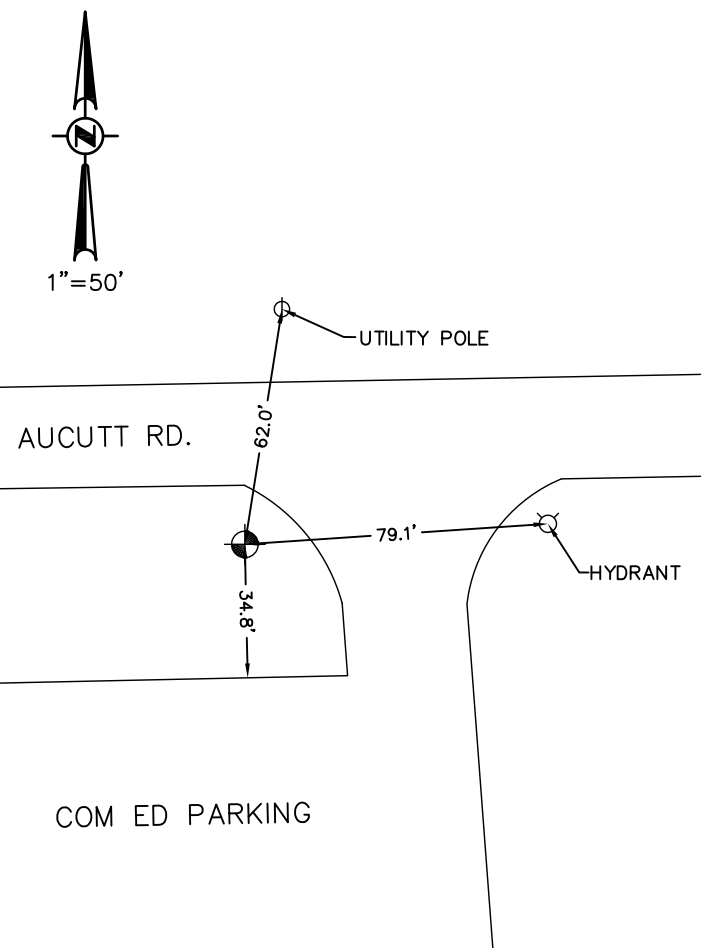 N
1"=50'
UTILITY POLE
AUCUTT RD.
62.0'
79.1'
HYDRANT
34.8'
COM ED PARKING